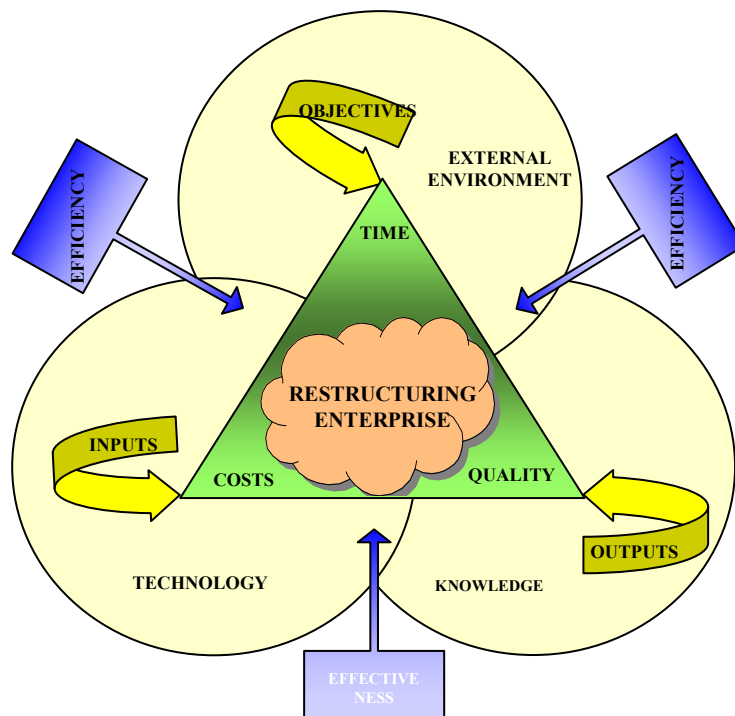 OBJECTIVES
EXTERNAL
ENVIRONMENT
EFFICIENCY
EFFICIENCY
TIME
RESTRUCTURING
ENTERPRISE
INPUTS
COSTS
QUALITY
OUTPUTS
TECHNOLOGY
KNOWLEDGE
EFFECTIVE
NESS